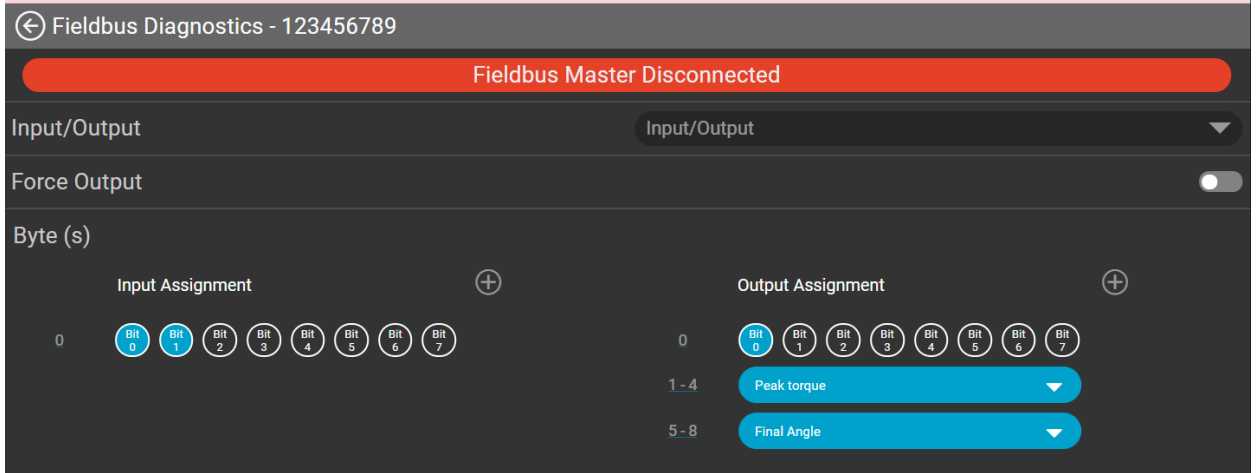 Fieldbus Diagnostics - 123456789
Fieldbus Master Disconnected
Input/Output Input/Output
Force Output
Byte (s)
Input Assignment Output Assignment
0 Bit 0 Bit 1 Bit 2 Bit 3 Bit 4 Bit 5 Bit 6 Bit 7 0 Bit 0 Bit 1 Bit 2 Bit 3 Bit 4 Bit 5 Bit 6 Bit 7
1 - 4 Peak torque
5 - 8 Final Angle